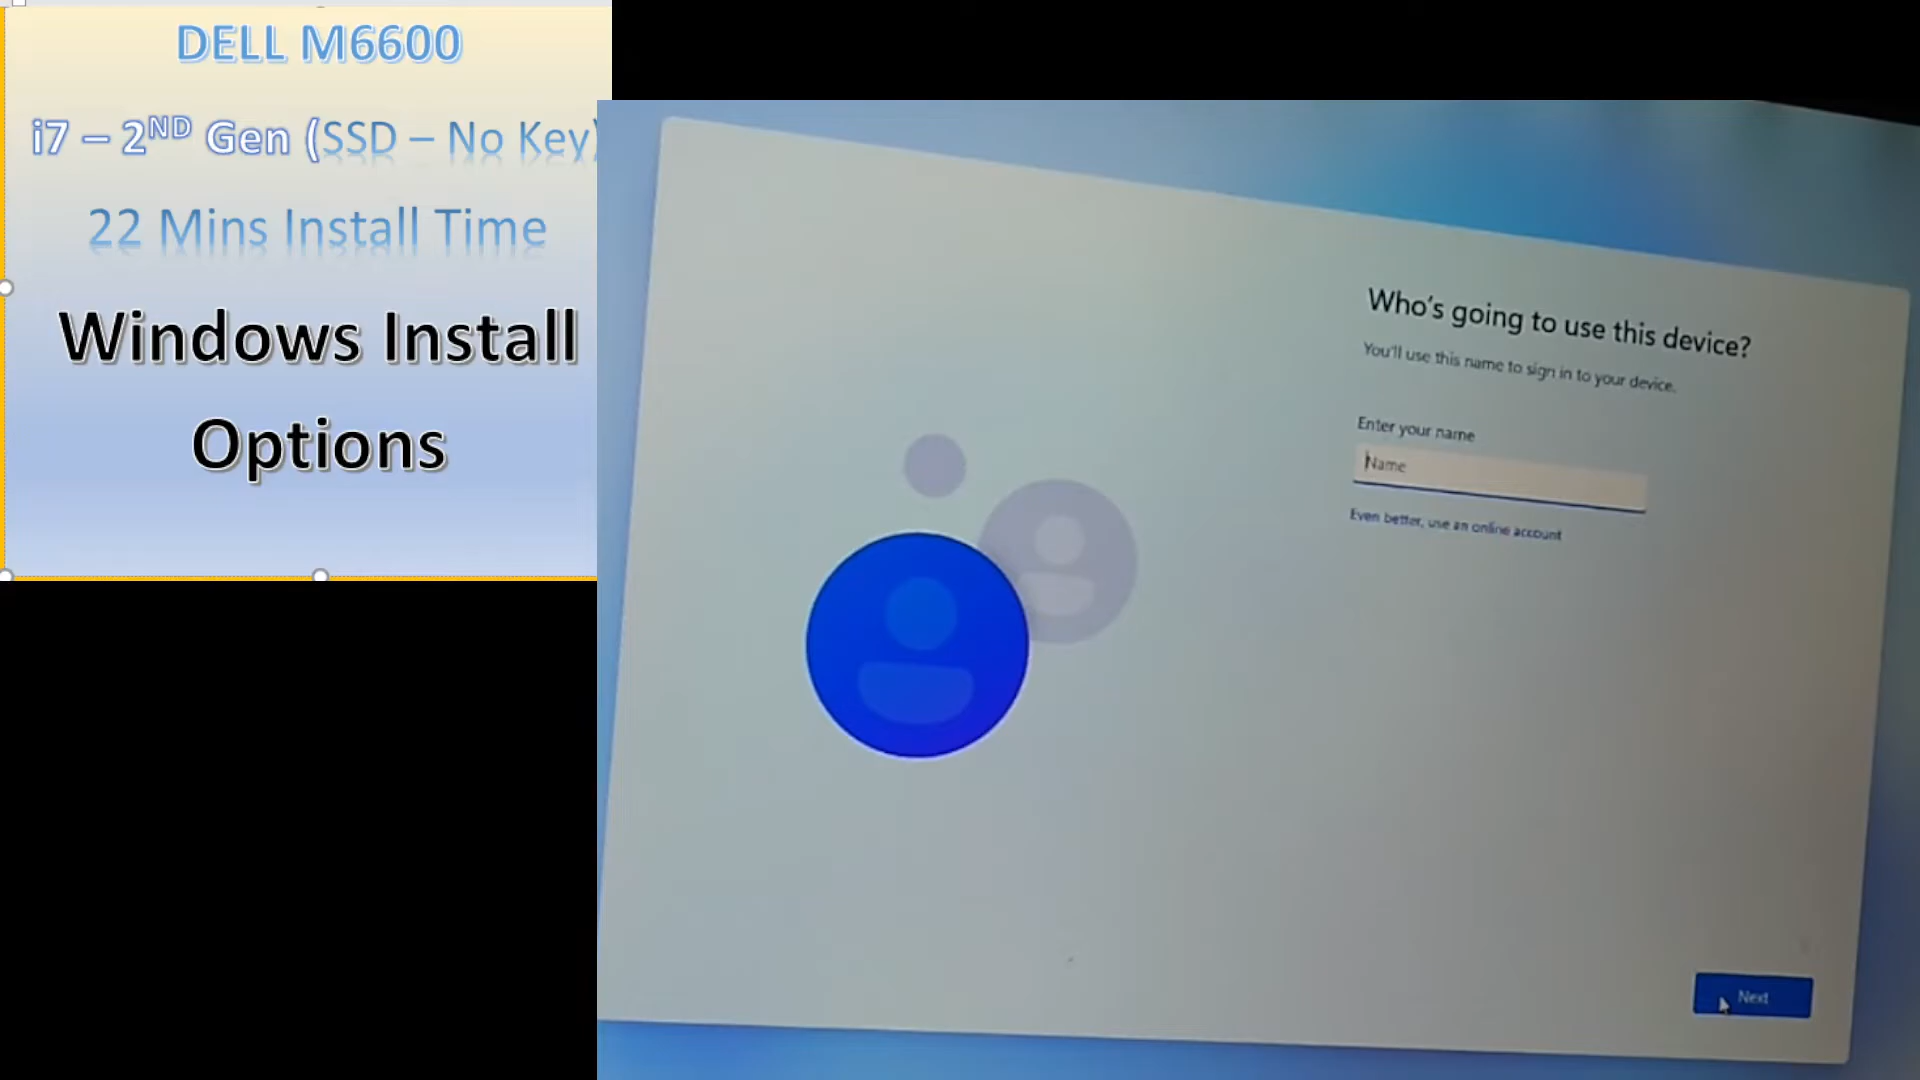 DELL M6600
i7 – 2ND Gen (SSD – No Key)
22 Mins Install Time
Windows Install
Options
Who's going to use this device?
You'll use this name to sign in to your device.
Enter your name
Name
Even better, use an online account
Next